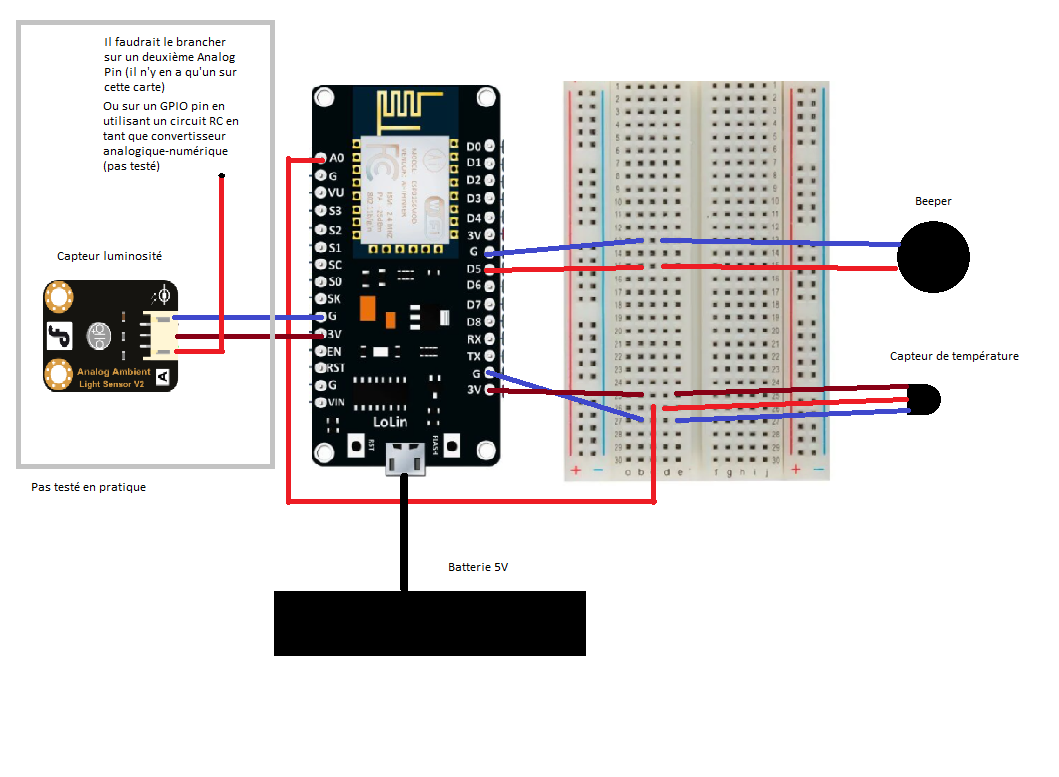 Il faudrait le brancher
sur un deuxième Analog
Pin (il n'y en a qu'un sur
cette carte)
Ou sur un GPIO pin en
utilisant un circuit RC en
tant que convertisseur
analogique-numérique
(pas testé)
Capteur luminosité
Analog Ambient
Light Sensor V2
A
Pas testé en pratique
A0
G
VU
S3
S2
S1
SC
S0
SK
G
3V
EN
RST
G
VIN
D0
D1
D2
D3
D4
3V
G
D5
D6
D7
D8
RX
TX
G
3V
LoLin
RST
FLASH
Beeper
Capteur de température
+ −
+ −
Batterie 5V